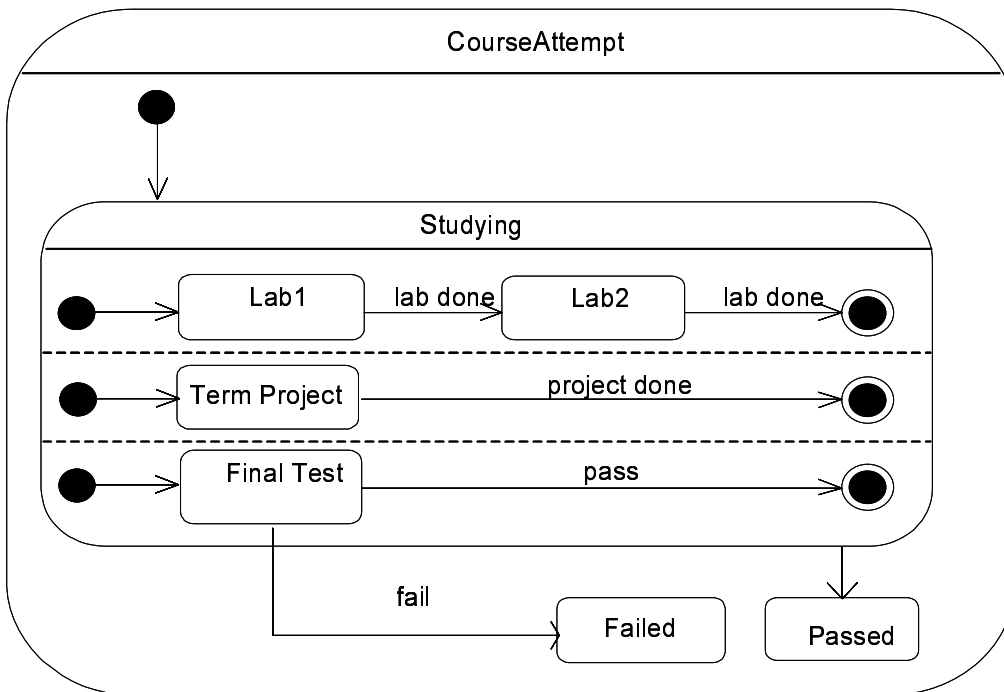 CourseAttempt
Studying
Lab1
lab done
Lab2
lab done
Term Project
project done
Final Test
pass
fail
Failed
Passed